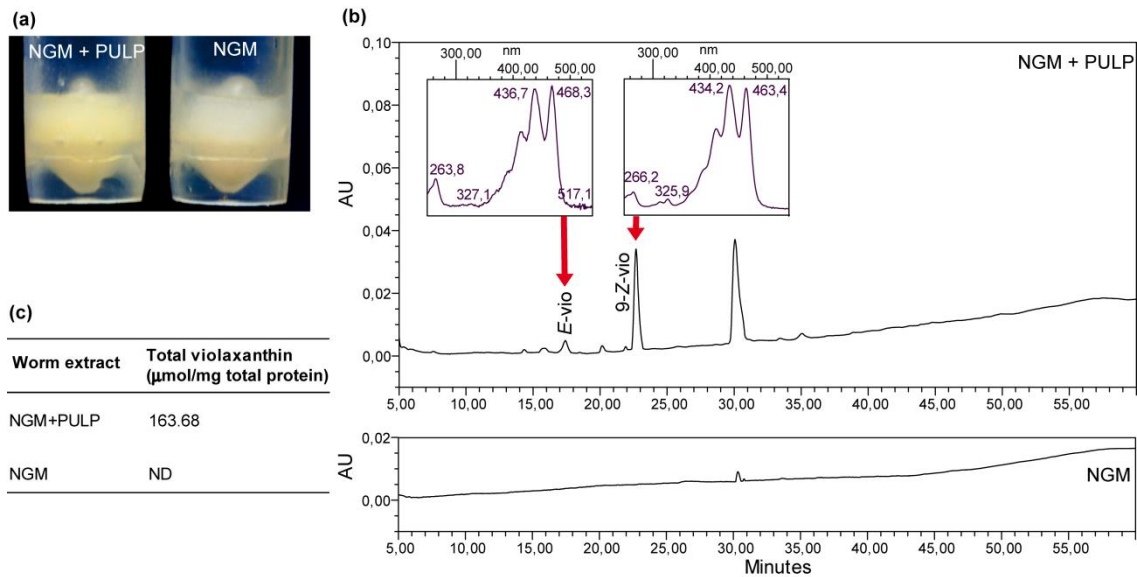 (a)
NGM + PULP NGM
(b)
NGM + PULP
0,10
0,08
0,06
0,04
0,02
0,00
AU
300,00 nm 400,00 500,00
436,7 468,3
263,8
327,1
517,1
300,00 nm 400,00 500,00
434,2 463,4
266,2
325,9
E-vio
9-Z-vio
5,00 10,00 15,00 20,00 25,00 30,00 35,00 40,00 45,00 50,00 55,00
0,02
0,00
AU
NGM
5,00 10,00 15,00 20,00 25,00 30,00 35,00 40,00 45,00 50,00 55,00
Minutes
(c)
Worm extract Total violaxanthin
(µmol/mg total protein)
NGM+PULP 163.68
NGM ND